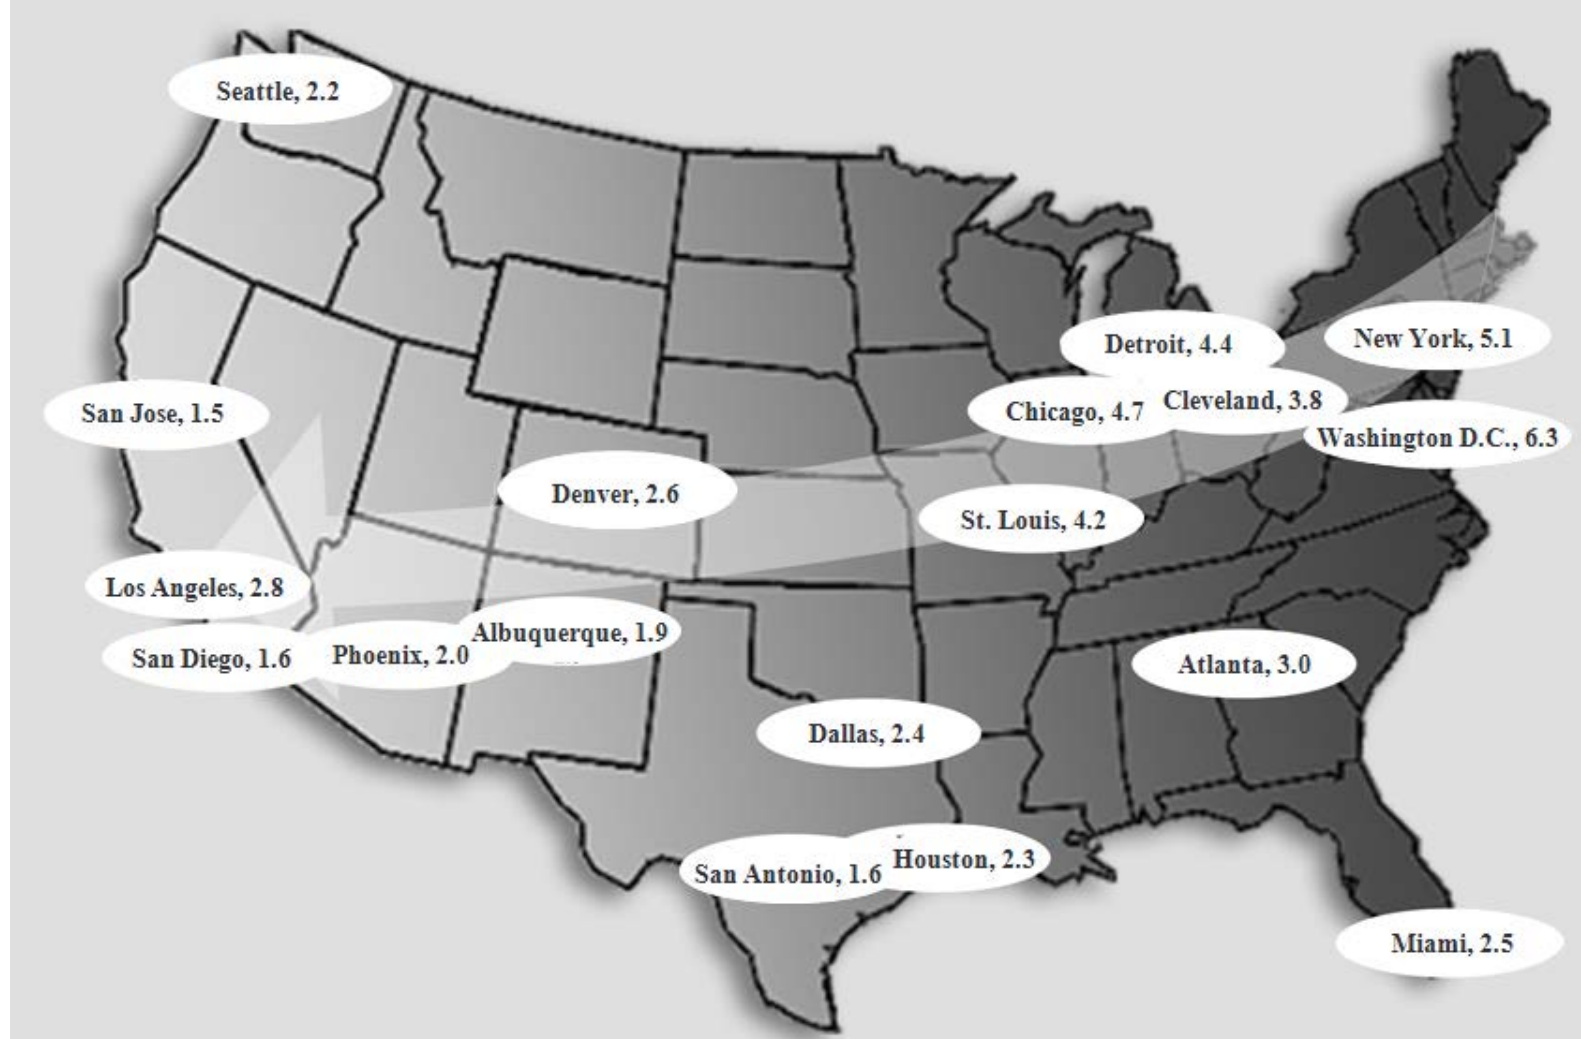 Seattle, 2.2
Detroit, 4.4
New York, 5.1
San Jose, 1.5
Chicago, 4.7
Cleveland, 3.8
Washington D.C., 6.3
Denver, 2.6
St. Louis, 4.2
Los Angeles, 2.8
San Diego, 1.6
Phoenix, 2.0
Albuquerque, 1.9
Atlanta, 3.0
Dallas, 2.4
San Antonio, 1.6
Houston, 2.3
Miami, 2.5